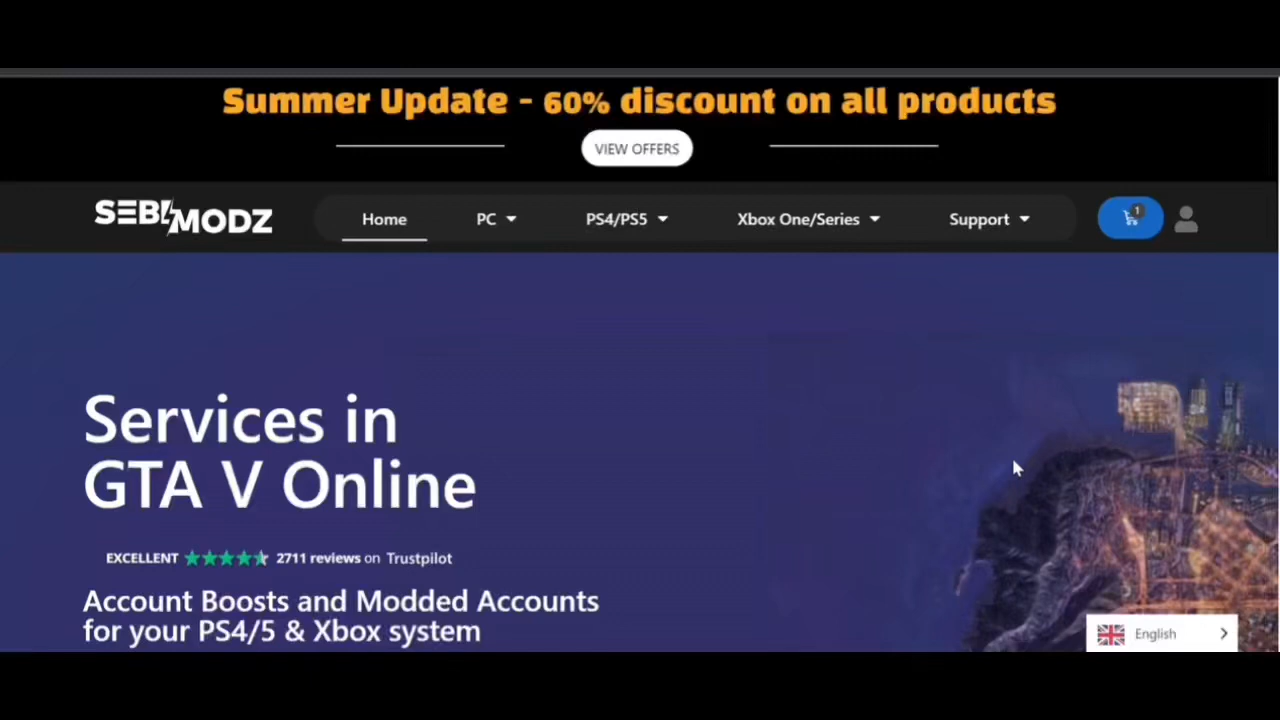 Summer Update - 60% discount on all products
VIEW OFFERS
SEBI MODZ
Home
PC
PS4/PS5
Xbox One/Series
Support
1
Services in
GTA V Online
EXCELLENT 2711 reviews on Trustpilot
Account Boosts and Modded Accounts
for your PS4/5 & Xbox system
English